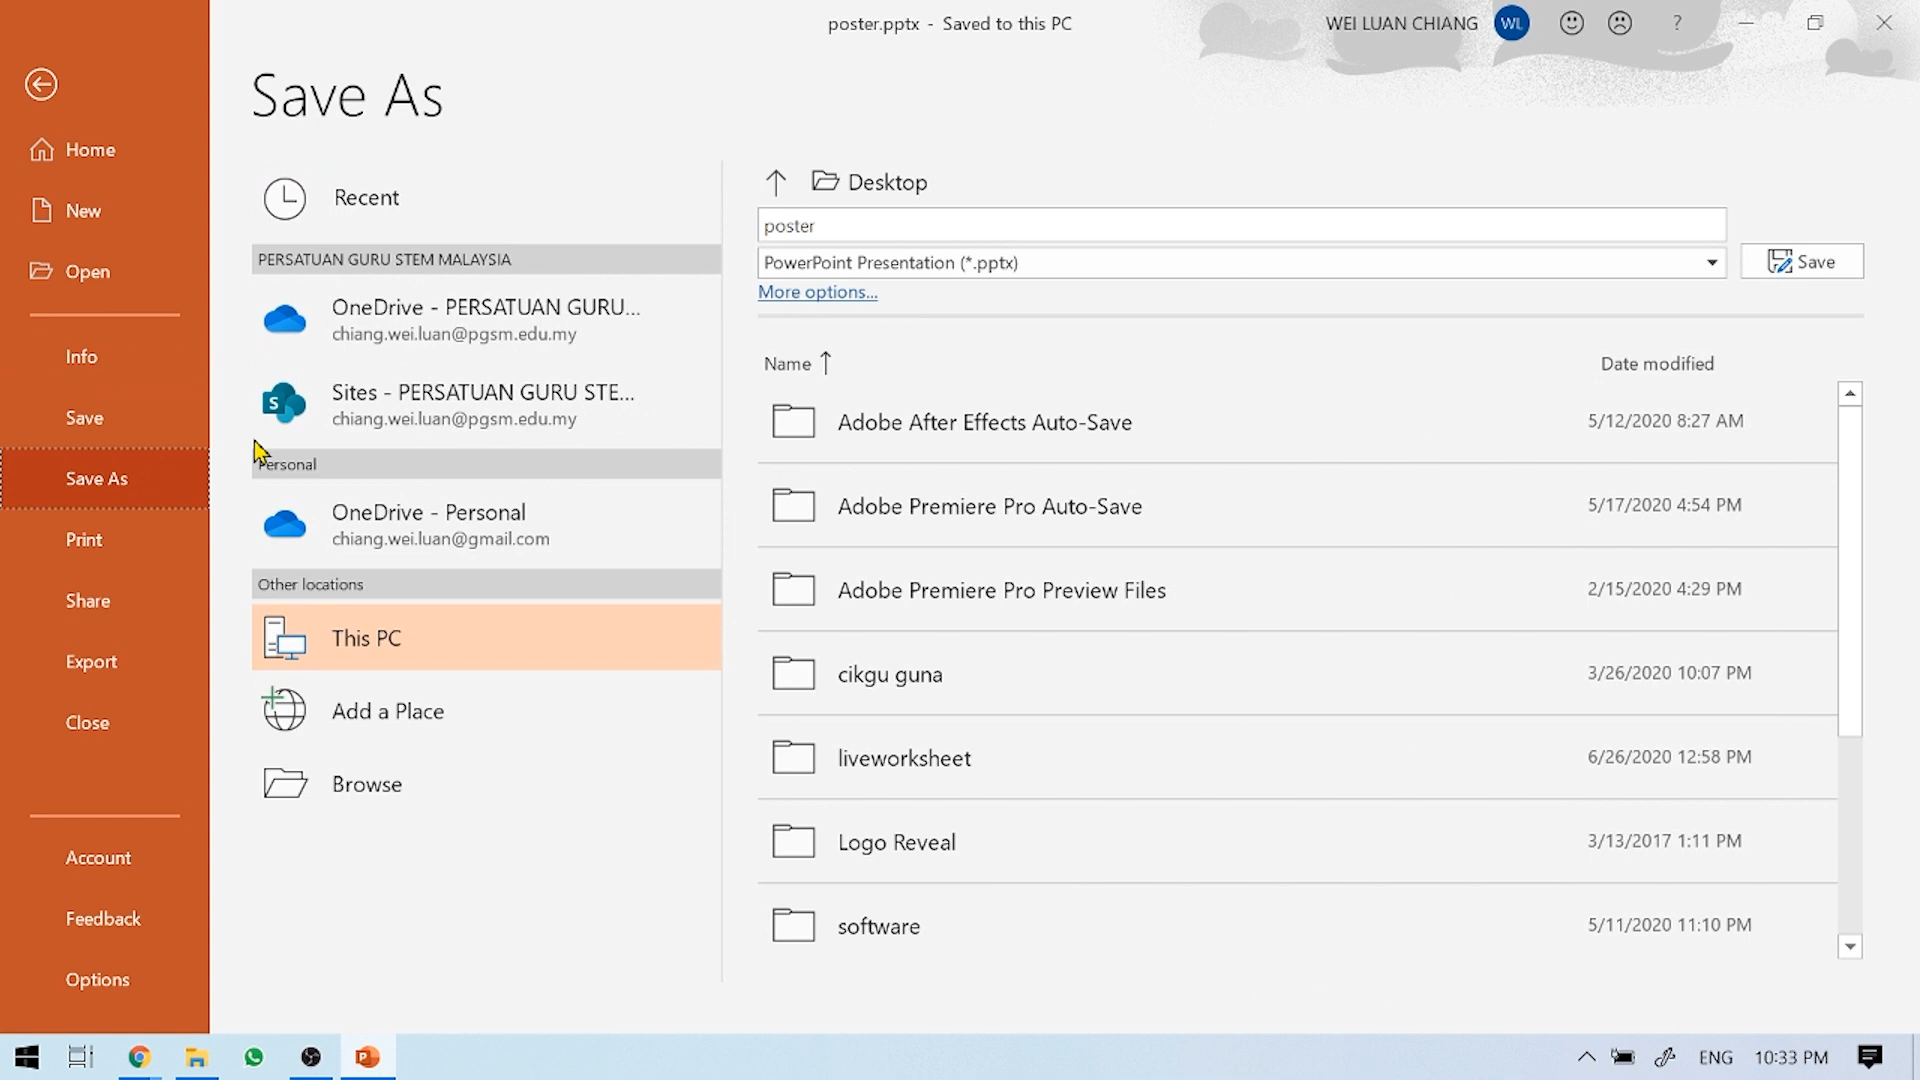 poster.pptx - Saved to this PC
WEI LUAN CHIANG
WL
?
Save As
Home
New
Open
Info
Save
Save As
Print
Share
Export
Close
Account
Feedback
Options
Recent
PERSATUAN GURU STEM MALAYSIA
OneDrive - PERSATUAN GURU...
chiang.wei.luan@pgsm.edu.my
S
Sites - PERSATUAN GURU STE...
chiang.wei.luan@pgsm.edu.my
Personal
OneDrive - Personal
chiang.wei.luan@gmail.com
Other locations
This PC
Add a Place
Browse
Desktop
poster
PowerPoint Presentation (*.pptx)
Save
More options...
Name Date modified
Adobe After Effects Auto-Save 5/12/2020 8:27 AM
Adobe Premiere Pro Auto-Save 5/17/2020 4:54 PM
Adobe Premiere Pro Preview Files 2/15/2020 4:29 PM
cikgu guna 3/26/2020 10:07 PM
liveworksheet 6/26/2020 12:58 PM
Logo Reveal 3/13/2017 1:11 PM
software 5/11/2020 11:10 PM
P
ENG 10:33 PM